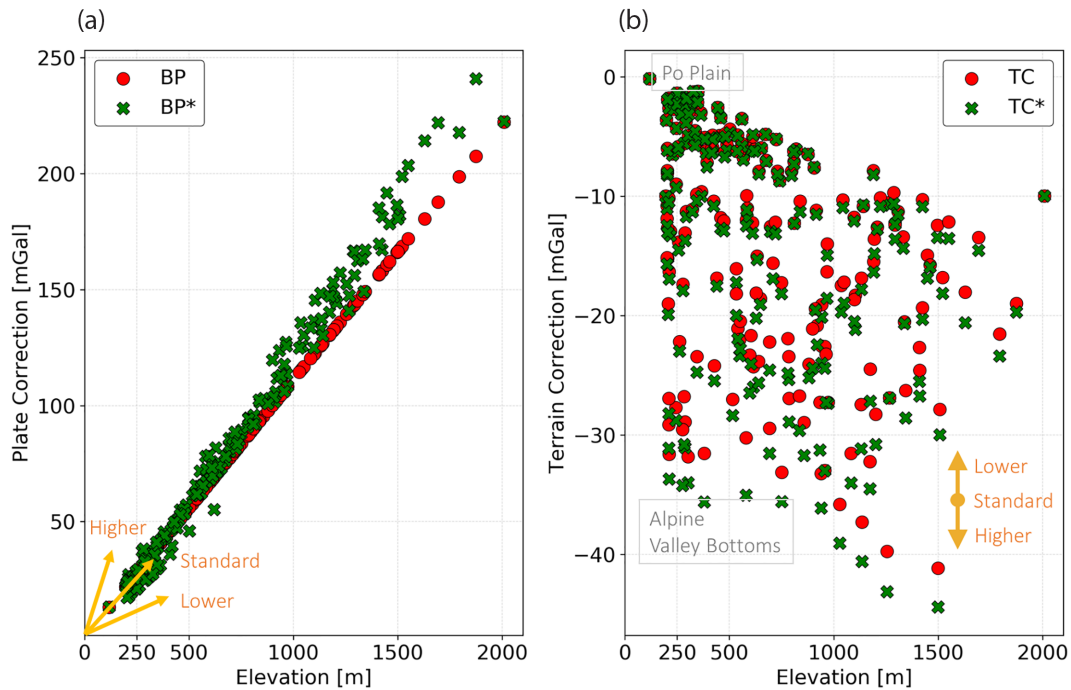 (a)
250
200
150
100
50
0
250
500
1000
1500
2000
Plate Correction [mGal]
Elevation [m]
BP
BP*
Higher
Standard
Lower
(b)
0
−10
−20
−30
−40
0
250
500
1000
1500
2000
Terrain Correction [mGal]
Elevation [m]
Po Plain
TC
TC*
Lower
Standard
Higher
Alpine
Valley Bottoms